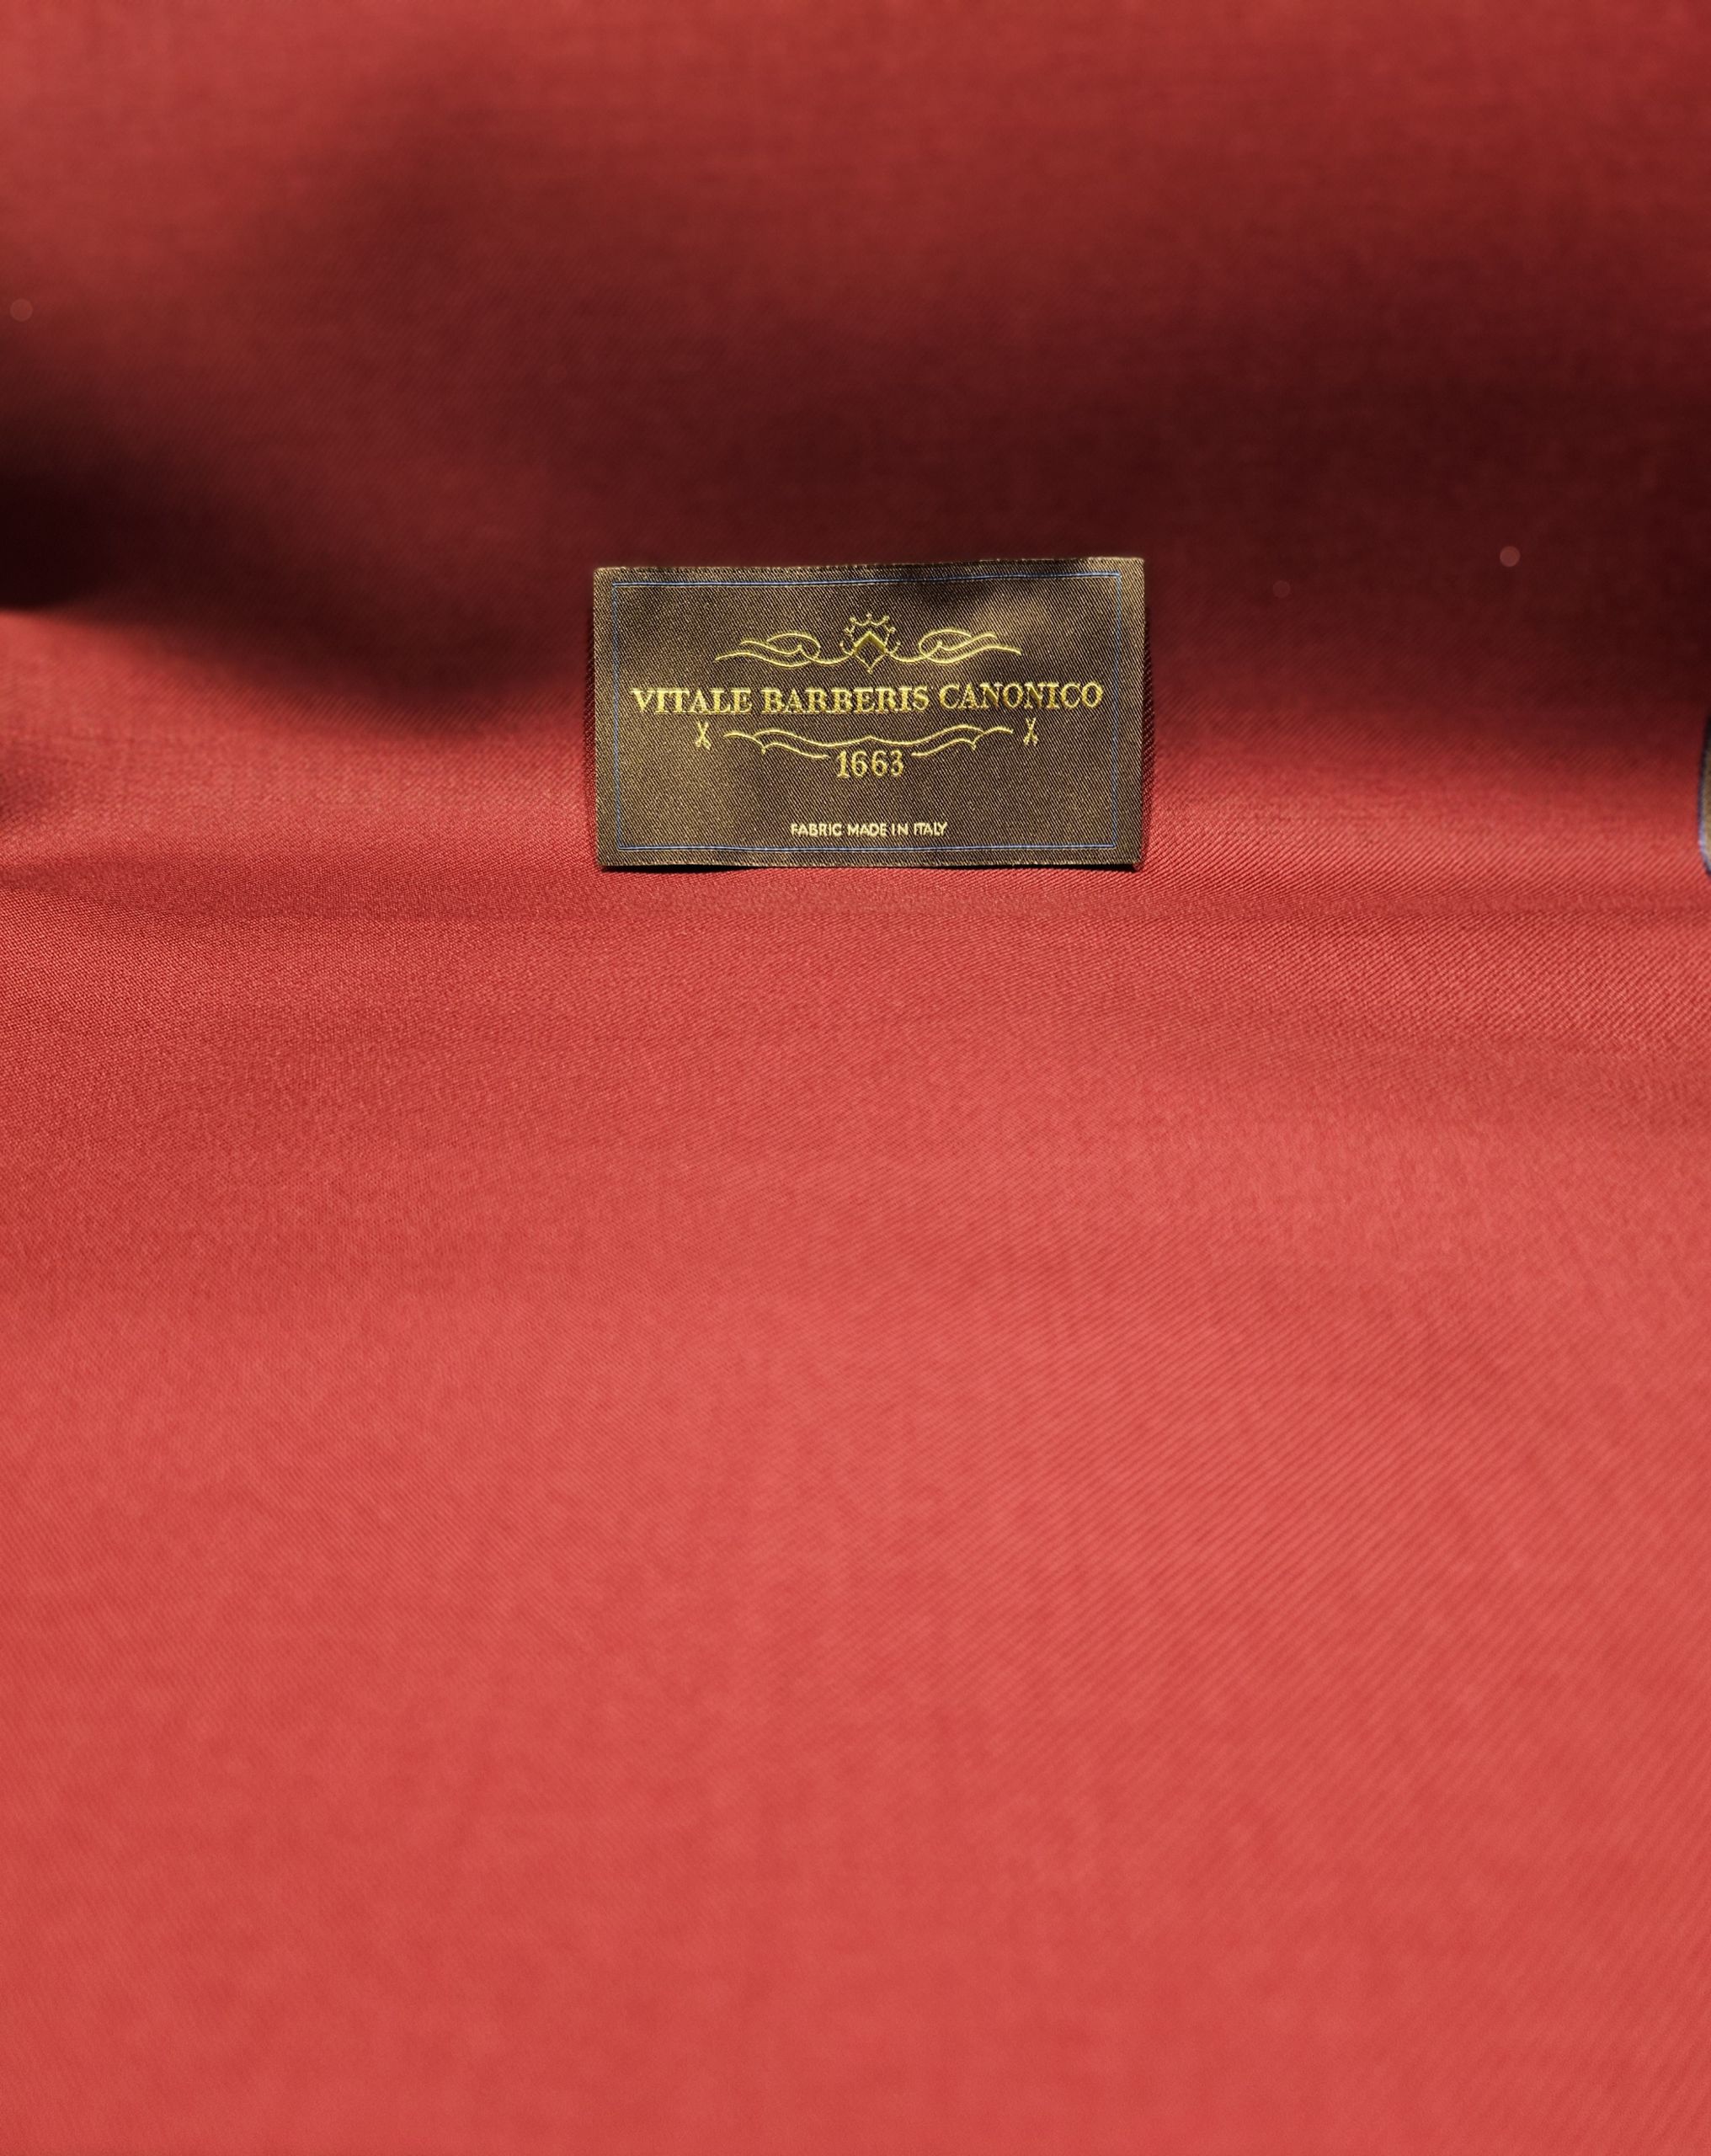 VITALE BARBERIS CANONICO
1663
FABRIC MADE IN ITALY